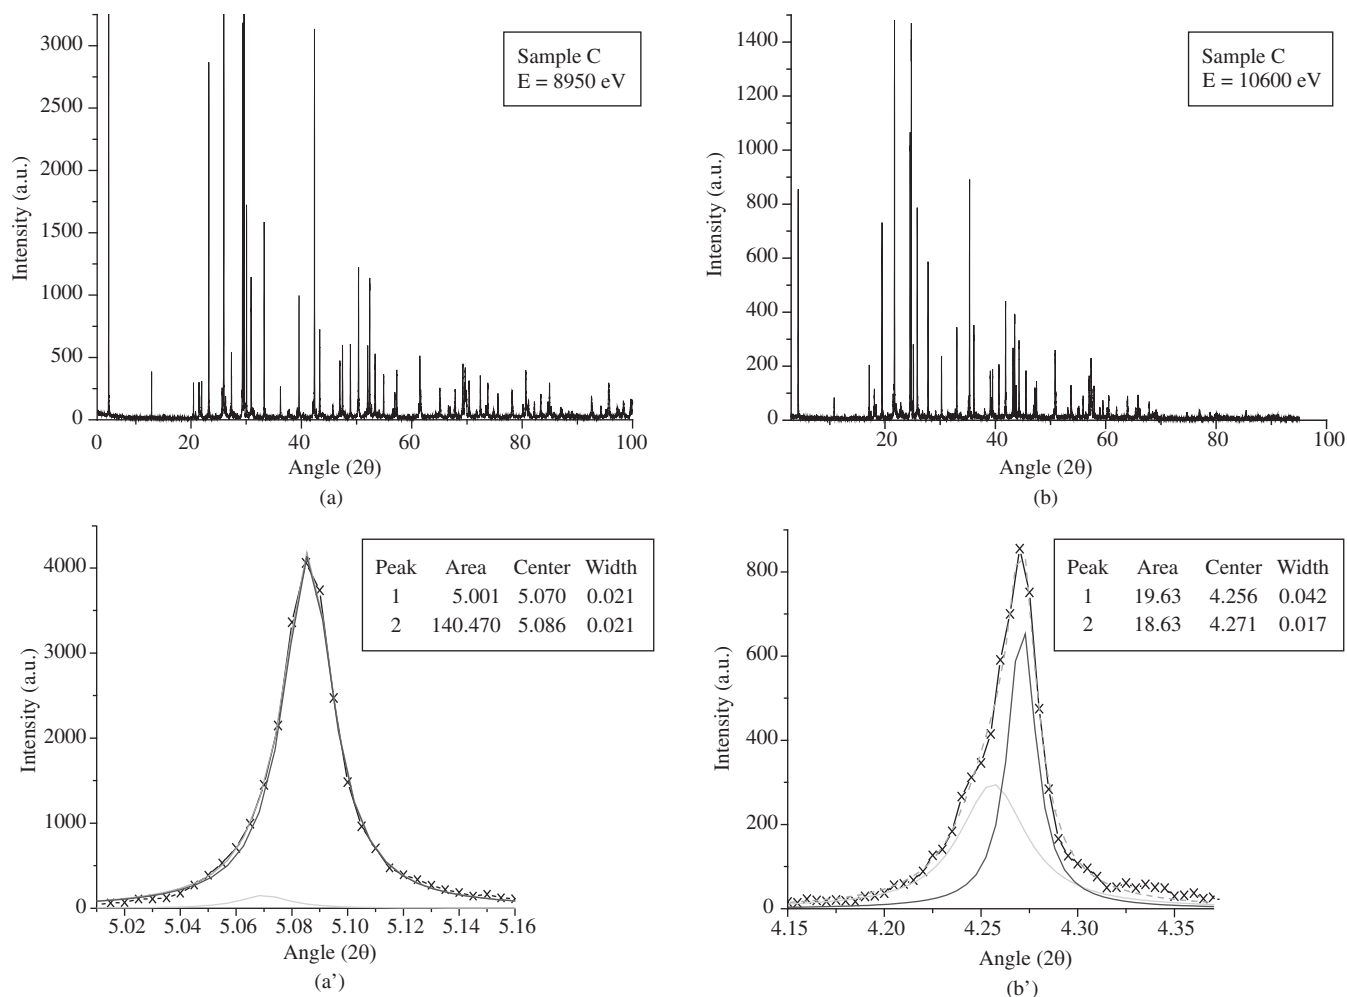 Sample C
E = 8950 eV
3000
2500
2000
1500
1000
500
0
Intensity (a.u.)
0 20 40 60 80 100
Angle (2θ)
(a)
Sample C
E = 10600 eV
1400
1200
1000
800
600
400
200
0
Intensity (a.u.)
20 40 60 80 100
Angle (2θ)
(b)
Peak Area Center Width
1 5.001 5.070 0.021
2 140.470 5.086 0.021
4000
3000
2000
1000
0
Intensity (a.u.)
5.02 5.04 5.06 5.08 5.10 5.12 5.14 5.16
Angle (2θ)
(a')
Peak Area Center Width
1 19.63 4.256 0.042
2 18.63 4.271 0.017
800
600
400
200
0
Intensity (a.u.)
4.15 4.20 4.25 4.30 4.35
Angle (2θ)
(b')